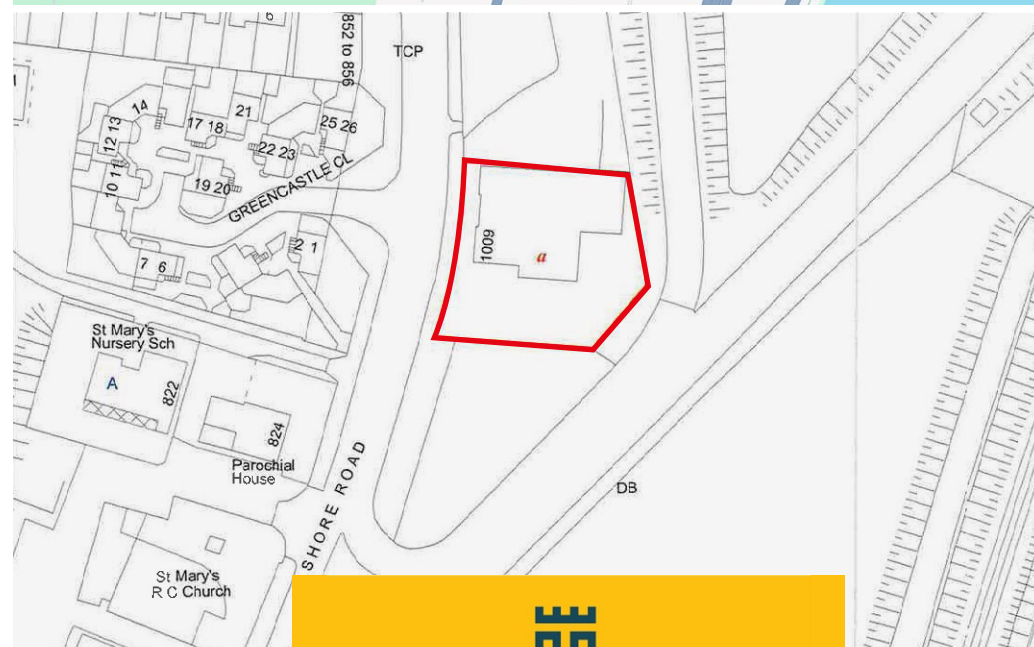 6
852 to 856
TCP
14
12 13
17 18
21
25 26
22 23
10 11
19 20
GREENCASTLE CL
2 1
7 6
1009
a
St Mary's
Nursery Sch
A
822
824
Parochial
House
SHORE ROAD
DB
St Mary's
R C Church